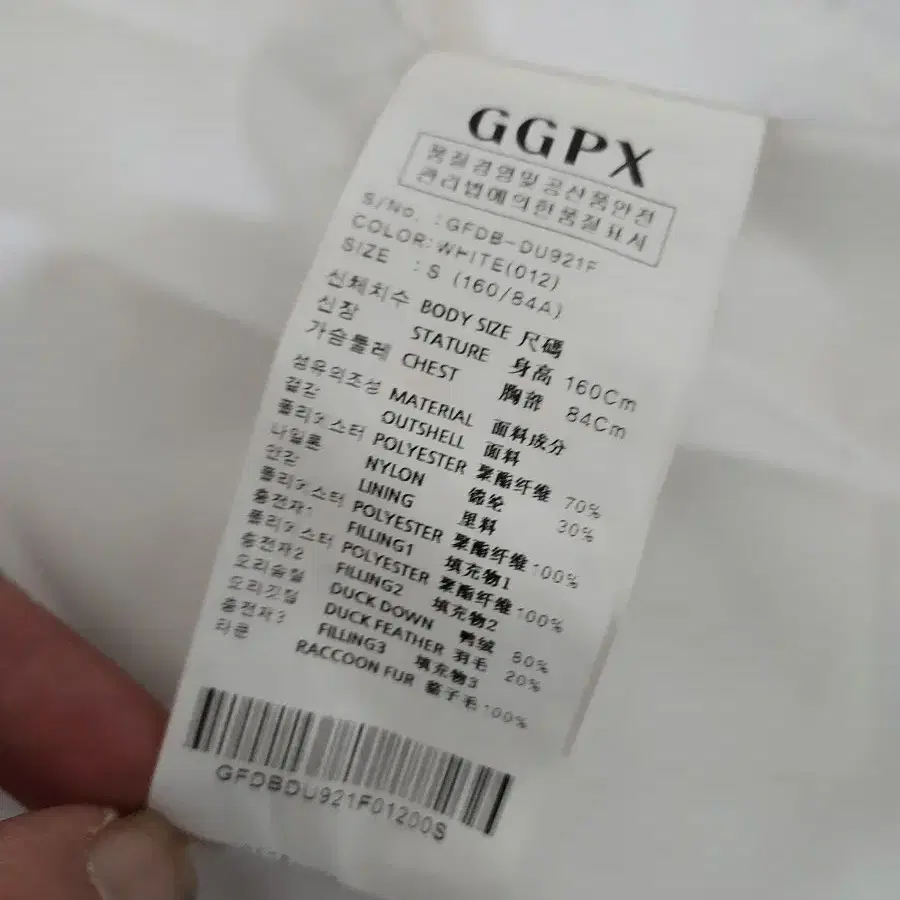 GGPX
품질경영및공산품안전
관리법에의한품질표시
S/No. : GFDB-DU921F
COLOR: WHITE(012)
SIZE : S (160/84A)
신체치수 BODY SIZE 尺碼
신장 STATURE 身高 160Cm
가슴둘레 CHEST 胸部 84Cm
섬유의조성 MATERIAL 面料成分
겉감 OUTSHELL 面料
폴리에스터 POLYESTER 聚酯纤维 70%
나일론 NYLON 锦纶 30%
안감 LINING 里料
폴리에스터 POLYESTER 聚酯纤维 100%
충전재1 FILLING1 填充物1
폴리에스터 POLYESTER 聚酯纤维 100%
충전재2 FILLING2 填充物2
오리솜털 DUCK DOWN 鸭绒 80%
오리깃털 DUCK FEATHER 羽毛 20%
충전재3 FILLING3 填充物3
라쿤 RACCOON FUR 子毛 100%
GFDBDU921F01200S